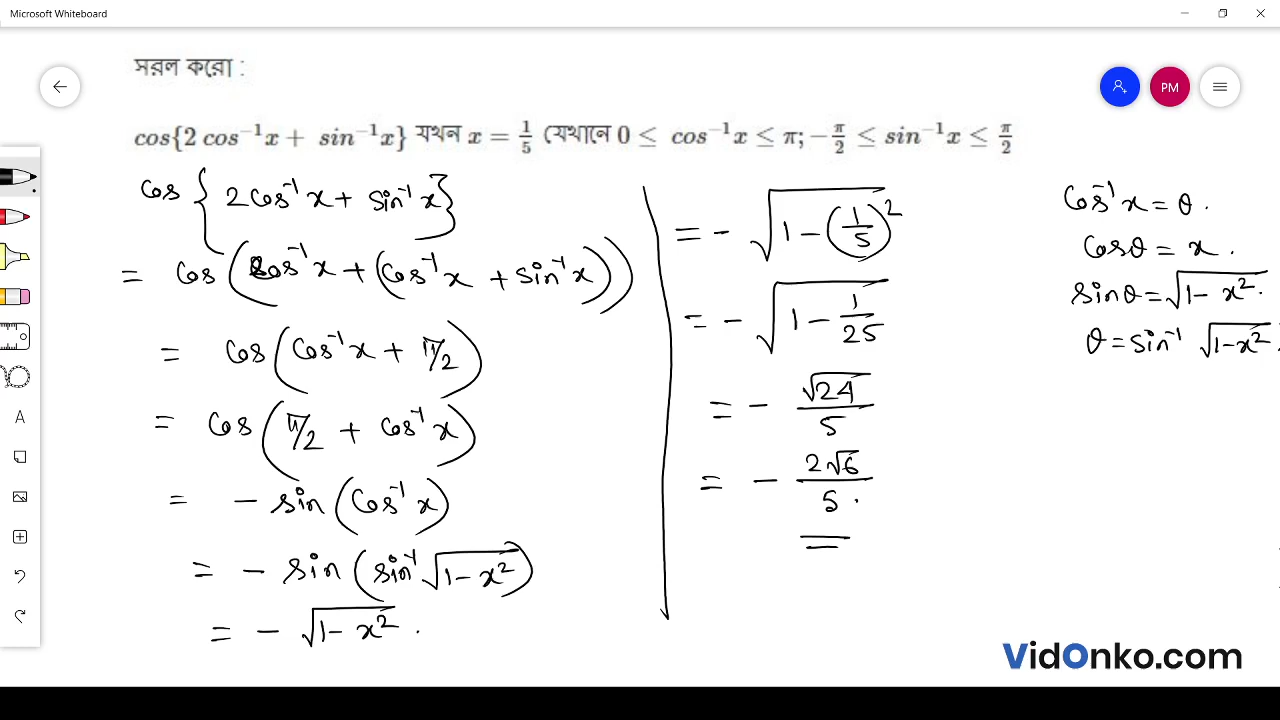 Microsoft Whiteboard
PM
সরল করো :
cos{2 cos⁻¹x + sin⁻¹x} যখন x = 1/5 (যেখানে 0 ≤ cos⁻¹x ≤ π; −π/2 ≤ sin⁻¹x ≤ π/2
cos {2cos⁻¹x + sin⁻¹x}
= cos (cos⁻¹x + (cos⁻¹x + sin⁻¹x))
= cos (cos⁻¹x + π/2)
= cos (π/2 + cos⁻¹x)
= − sin (cos⁻¹x)
= − sin (sin⁻¹ √(1−x²))
= − √(1−x²) .
= − √(1−(1/5)²)
= − √(1−1/25)
= − √24/5
= − 2√6/5 .
cos⁻¹x = θ .
cosθ = x .
sinθ = √(1−x²) .
θ = sin⁻¹ √(1−x²) .
A
VidOnko.com